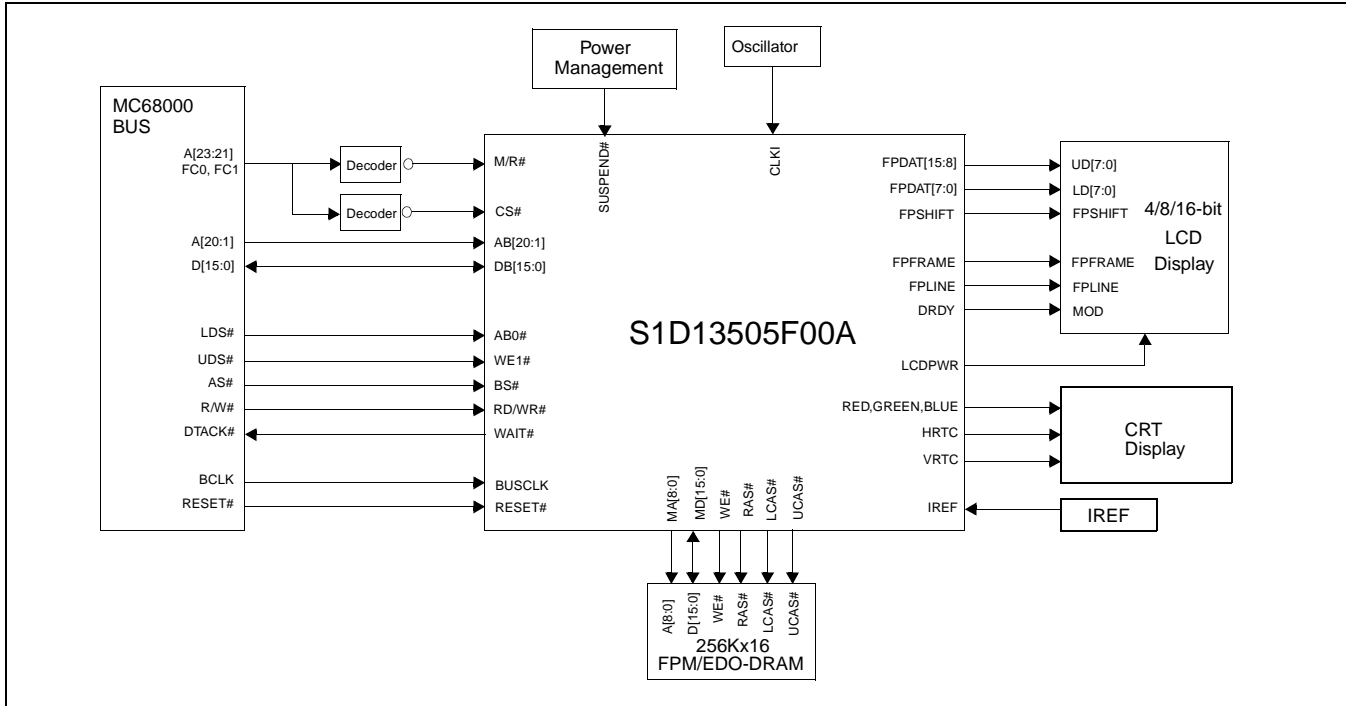 Power
Management
Oscillator
MC68000
BUS
A[23:21]
FC0, FC1
Decoder
Decoder
A[20:1]
D[15:0]
LDS#
UDS#
AS#
R/W#
DTACK#
BCLK
RESET#
M/R#
CS#
AB[20:1]
DB[15:0]
AB0#
WE1#
BS#
RD/WR#
WAIT#
BUSCLK
RESET#
SUSPEND#
CLKI
S1D13505F00A
FPDAT[15:8]
FPDAT[7:0]
FPSHIFT
FPFRAME
FPLINE
DRDY
LCDPWR
RED,GREEN,BLUE
HRTC
VRTC
IREF
UD[7:0]
LD[7:0]
FPSHIFT
FPFRAME
FPLINE
MOD
4/8/16-bit
LCD
Display
CRT
Display
IREF
MA[8:0]
MD[15:0]
WE#
RAS#
LCAS#
UCAS#
A[8:0]
D[15:0]
WE#
RAS#
LCAS#
UCAS#
256Kx16
FPM/EDO-DRAM